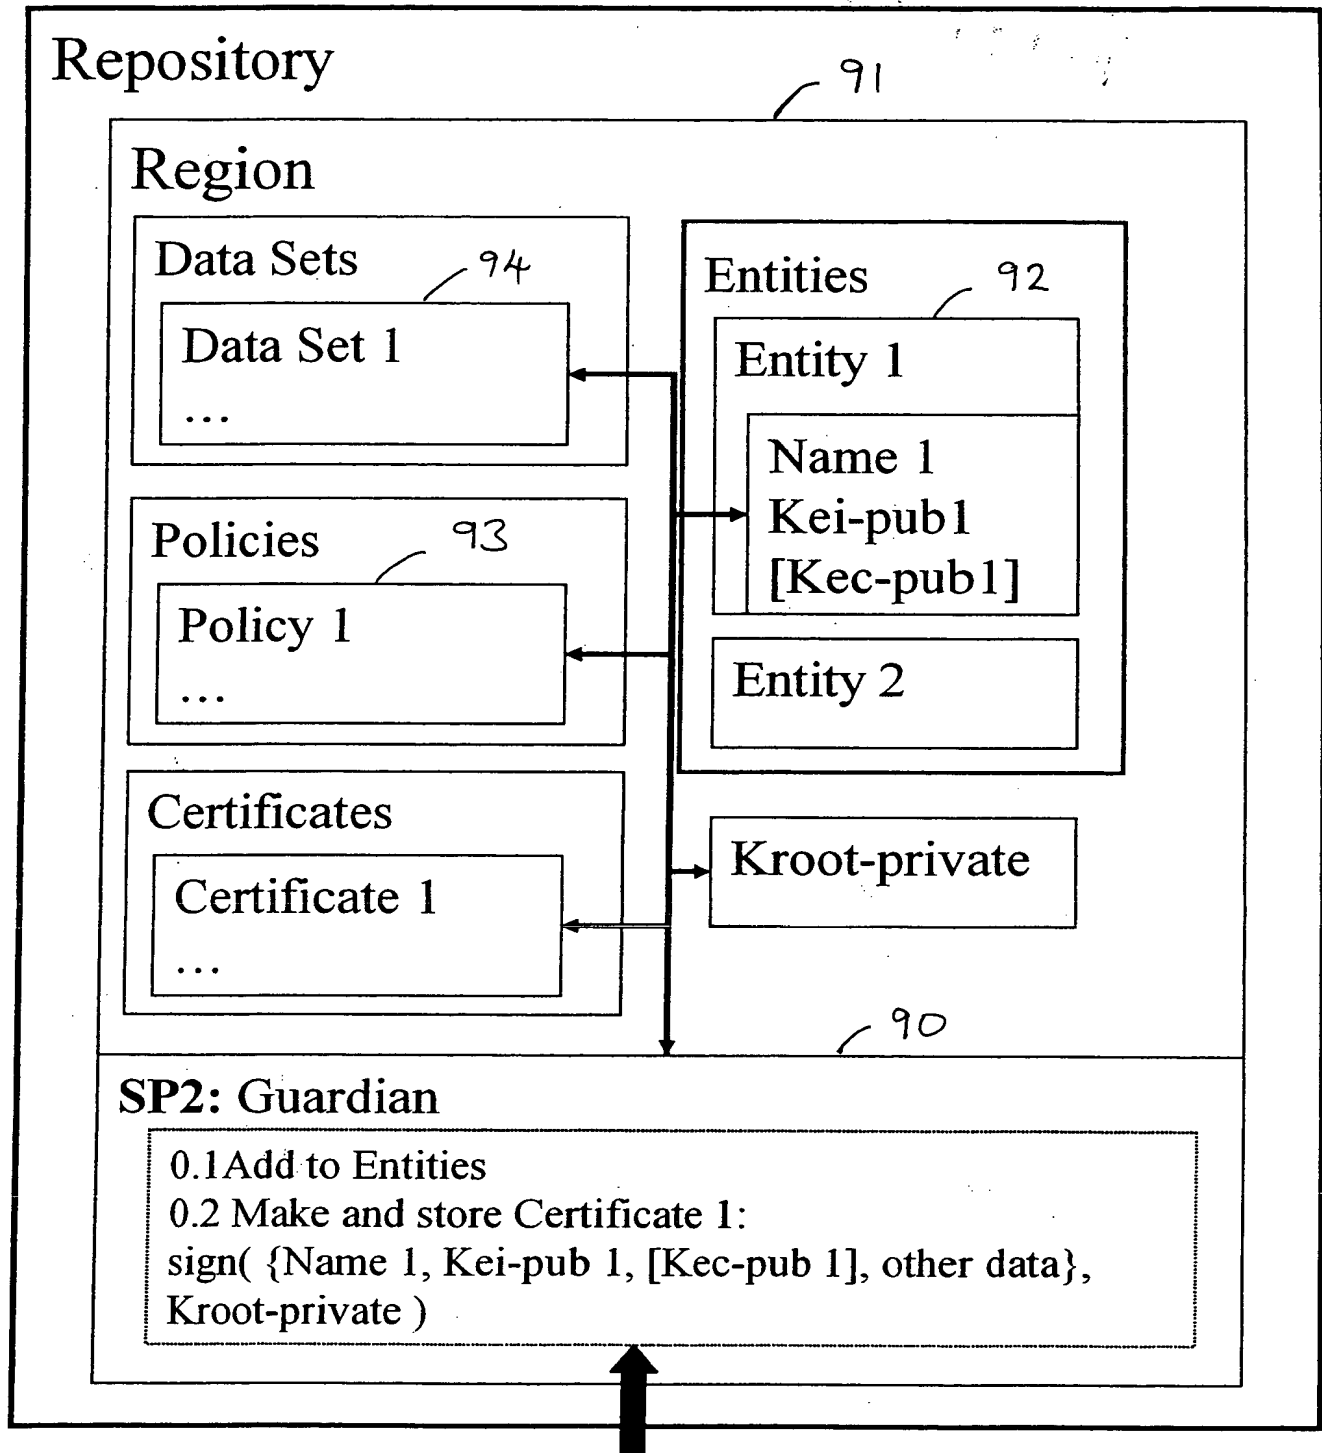 Repository
91
Region
Data Sets
94
Data Set 1
...
Policies
93
Policy 1
...
Certificates
Certificate 1
...
Entities
92
Entity 1
Name 1
Kei-pub1
[Kec-pub1]
Entity 2
Kroot-private
90
SP2: Guardian
0.1Add to Entities
0.2 Make and store Certificate 1:
sign( {Name 1, Kei-pub 1, [Kec-pub 1], other data},
Kroot-private )